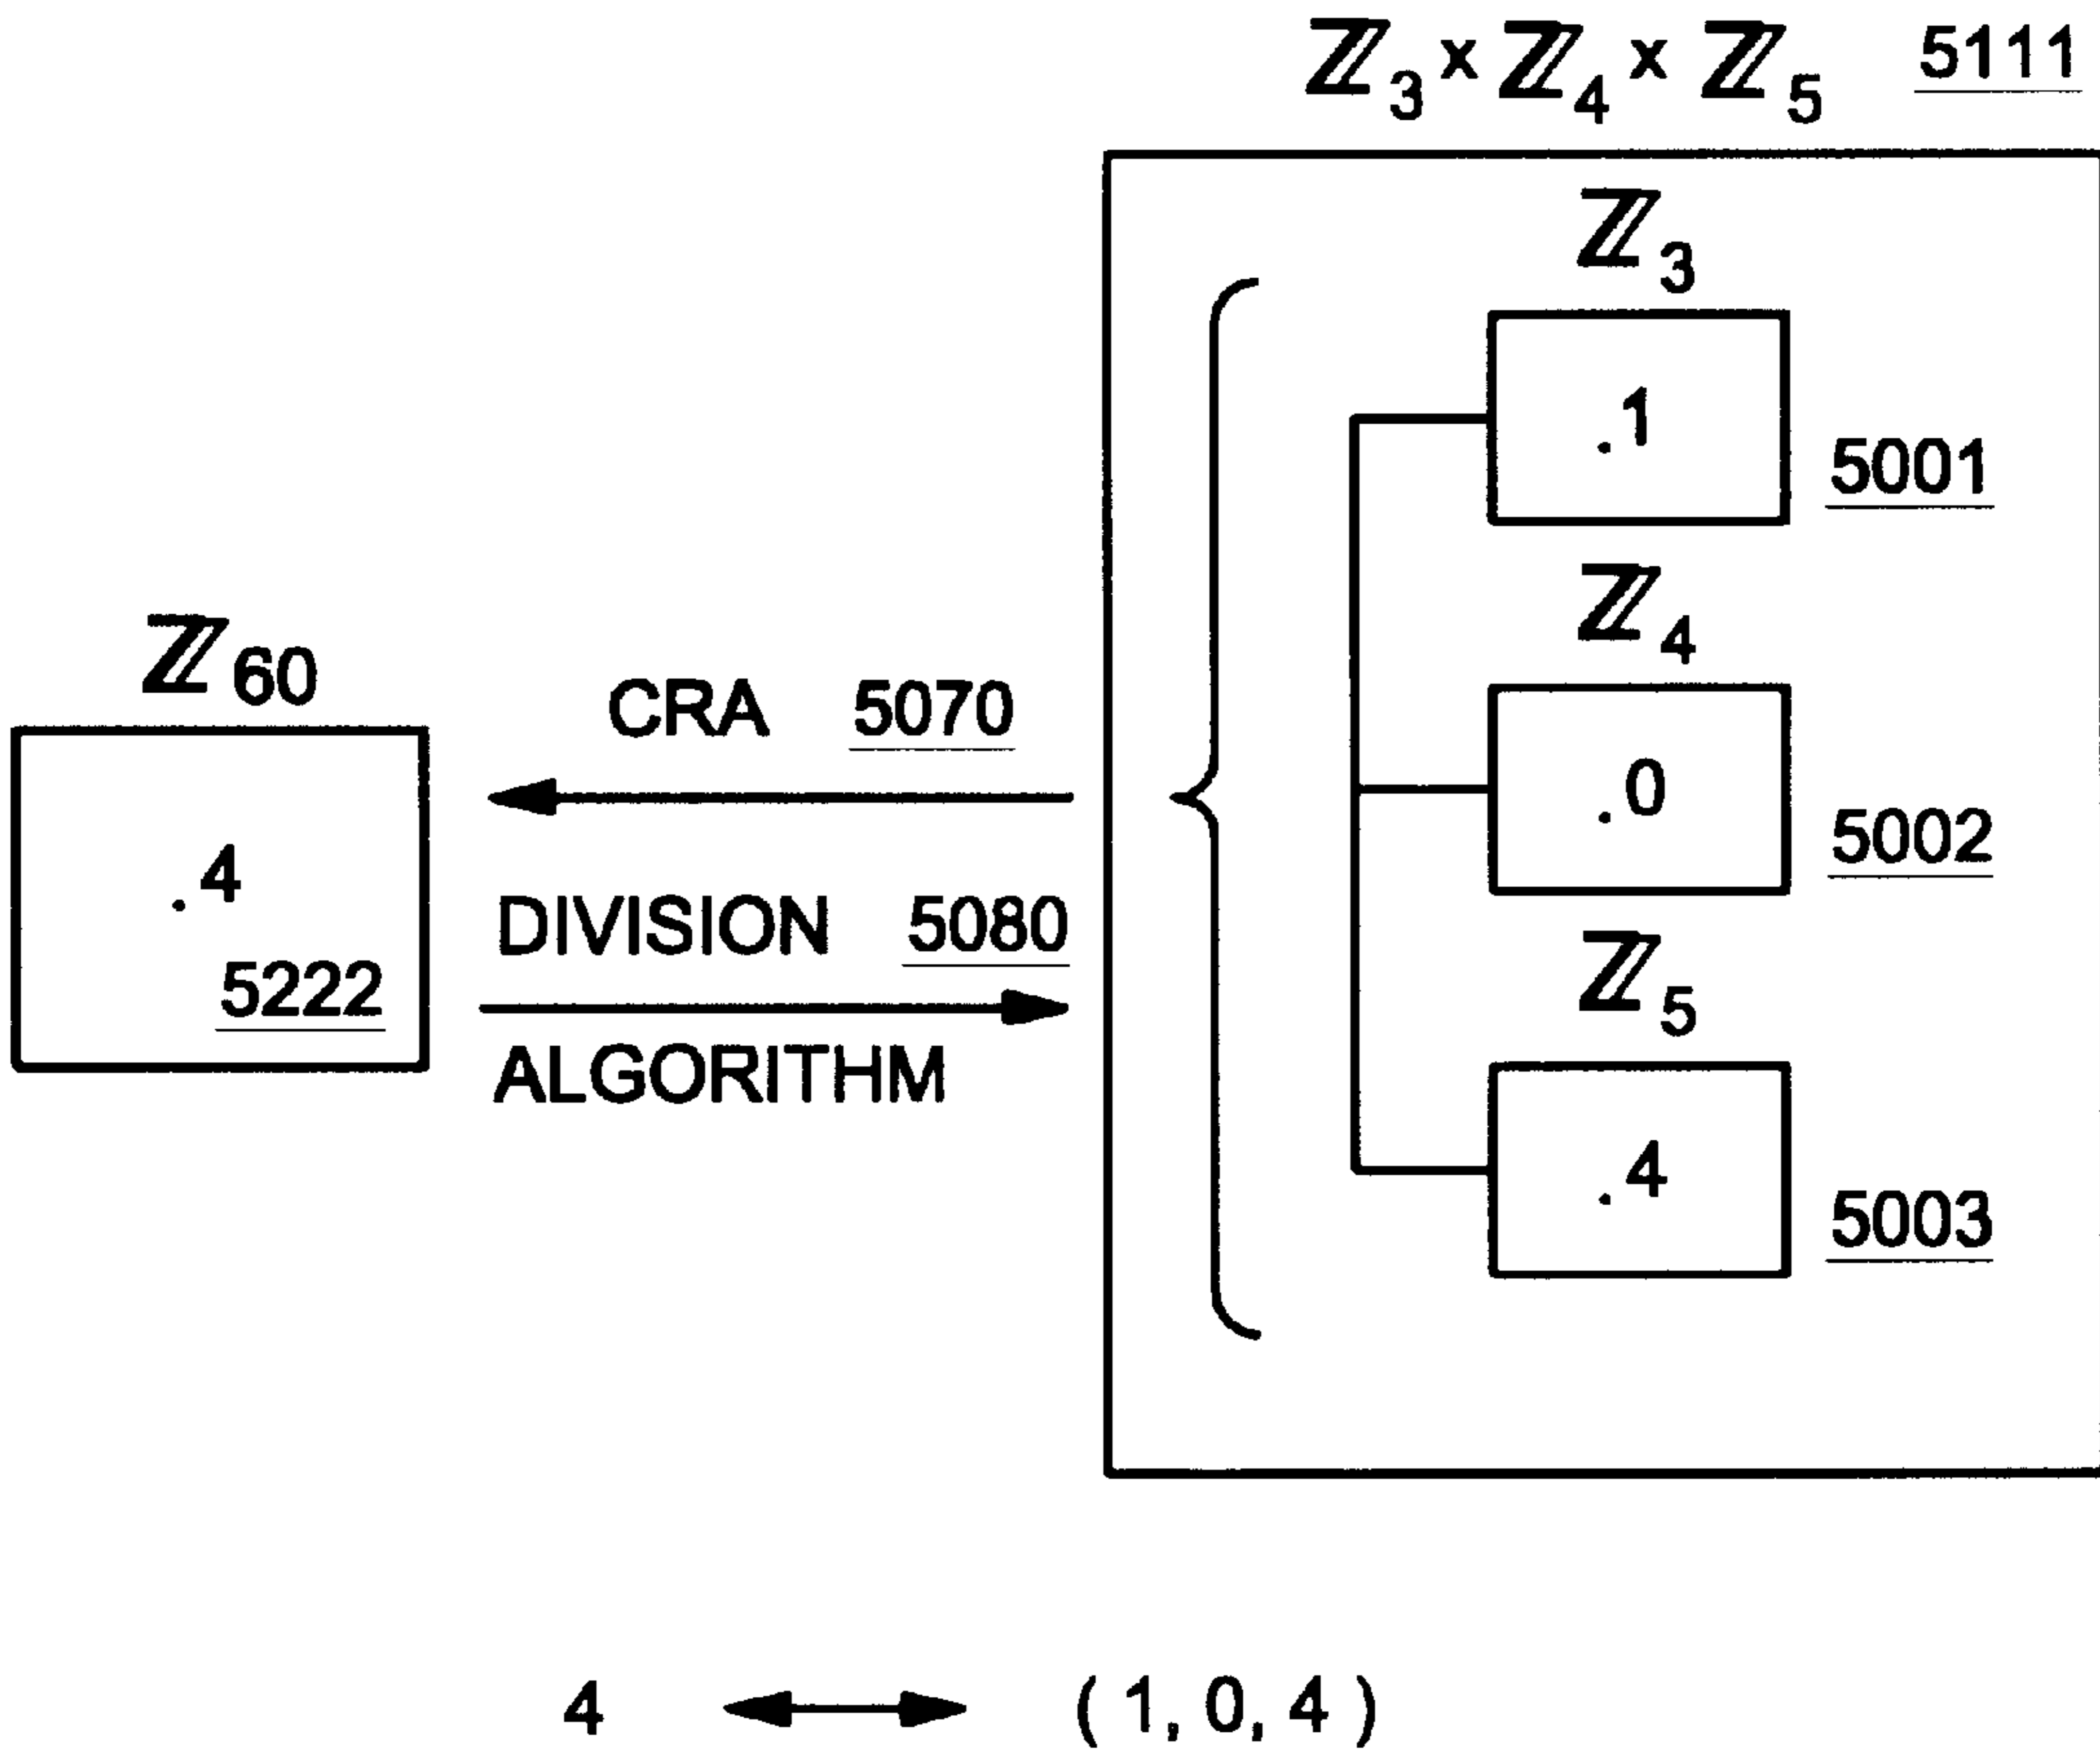 ℤ3 x ℤ4 x ℤ5 5111
ℤ3
.1
5001
ℤ4
.0
5002
ℤ5
.4
5003
ℤ60
.4
5222
CRA 5070
DIVISION 5080
ALGORITHM
4 ( 1, 0, 4 )